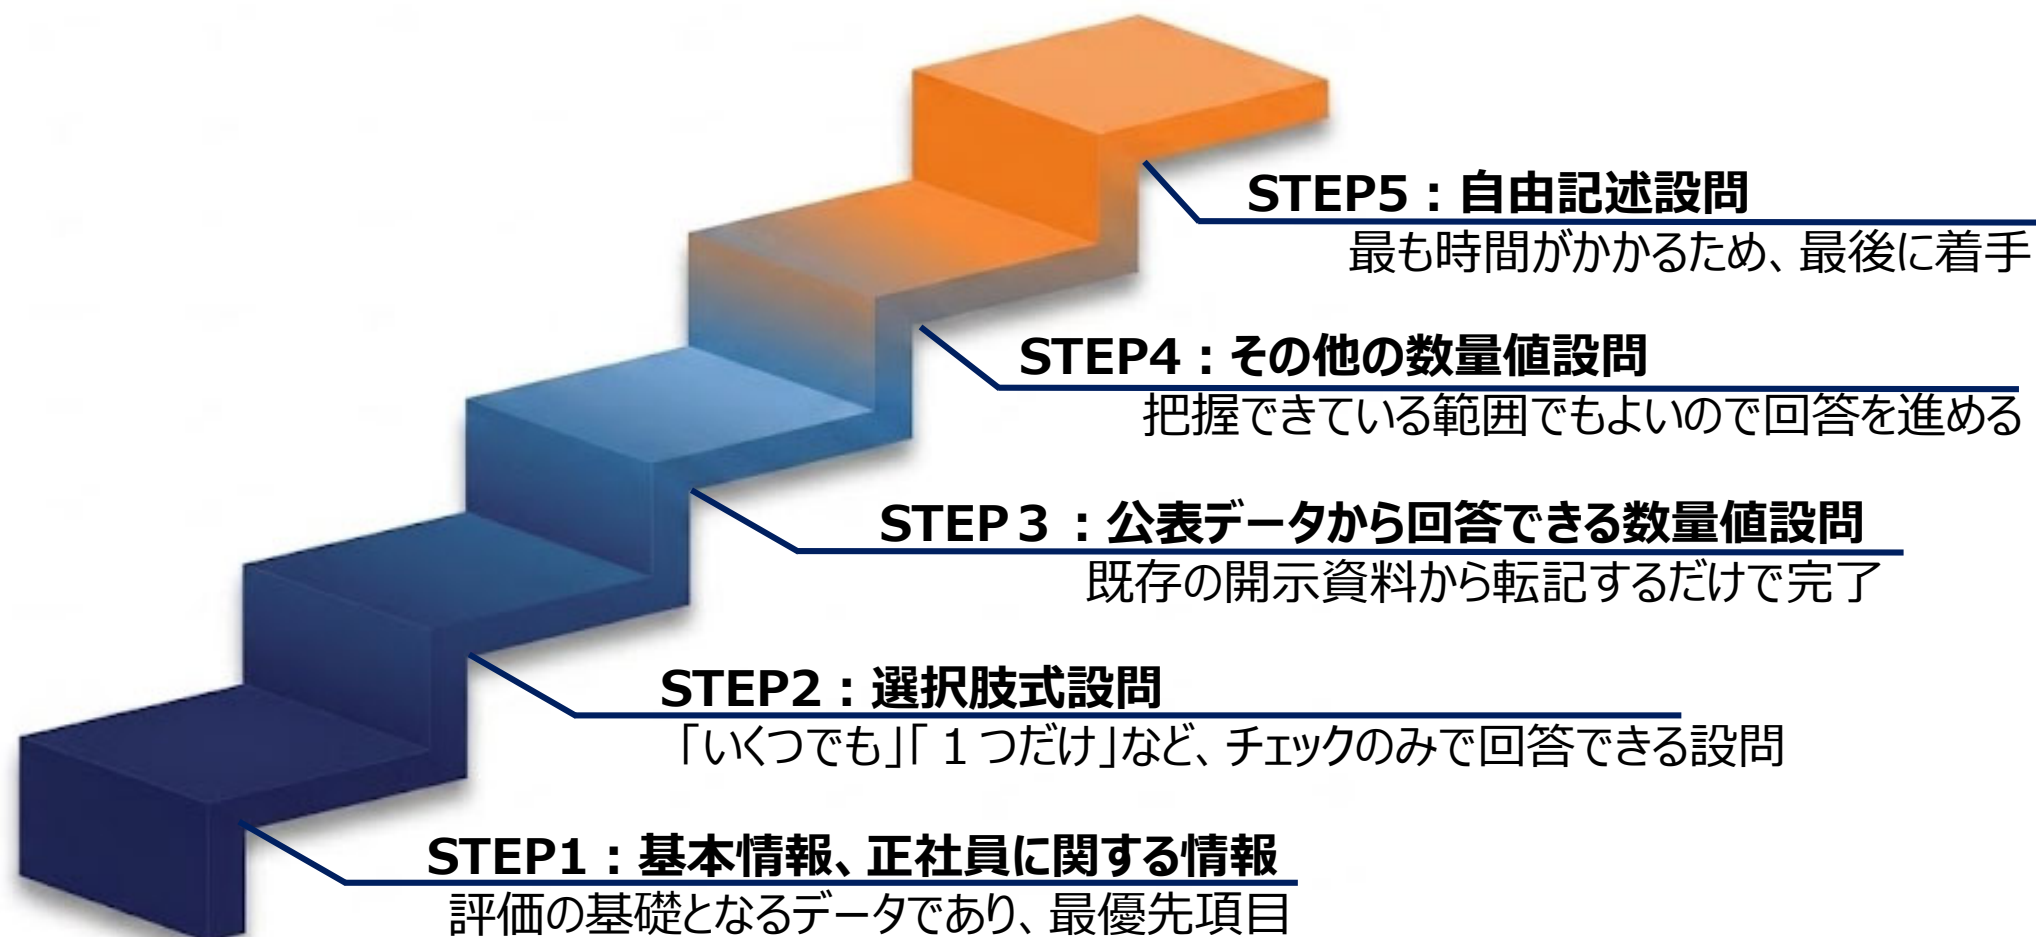 STEP5：自由記述設問
最も時間がかかるため、最後に着手
STEP4：その他の数量値設問
把握できている範囲でもよいので回答を進める
STEP３：公表データから回答できる数量値設問
既存の開示資料から転記するだけで完了
STEP2：選択肢式設問
「いくつでも」「１つだけ」など、チェックのみで回答できる設問
STEP1：基本情報、正社員に関する情報
評価の基礎となるデータであり、最優先項目